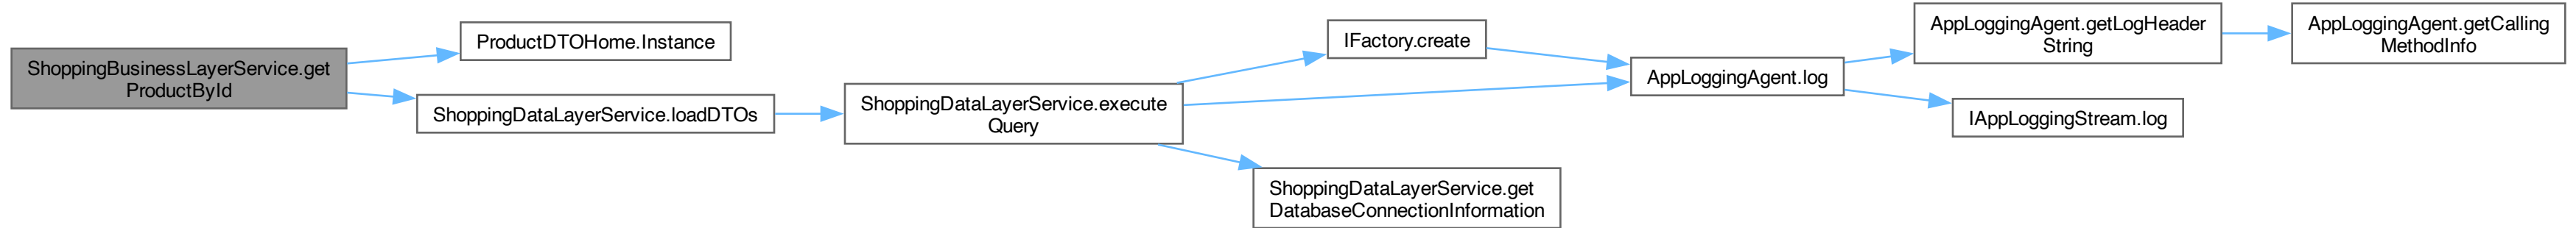 ShoppingBusinessLayerService.get
ProductById
ProductDTOHome.Instance
ShoppingDataLayerService.loadDTOs
ShoppingDataLayerService.execute
Query
IFactory.create
ShoppingDataLayerService.get
DatabaseConnectionInformation
AppLoggingAgent.log
AppLoggingAgent.getLogHeader
String
IAppLoggingStream.log
AppLoggingAgent.getCalling
MethodInfo